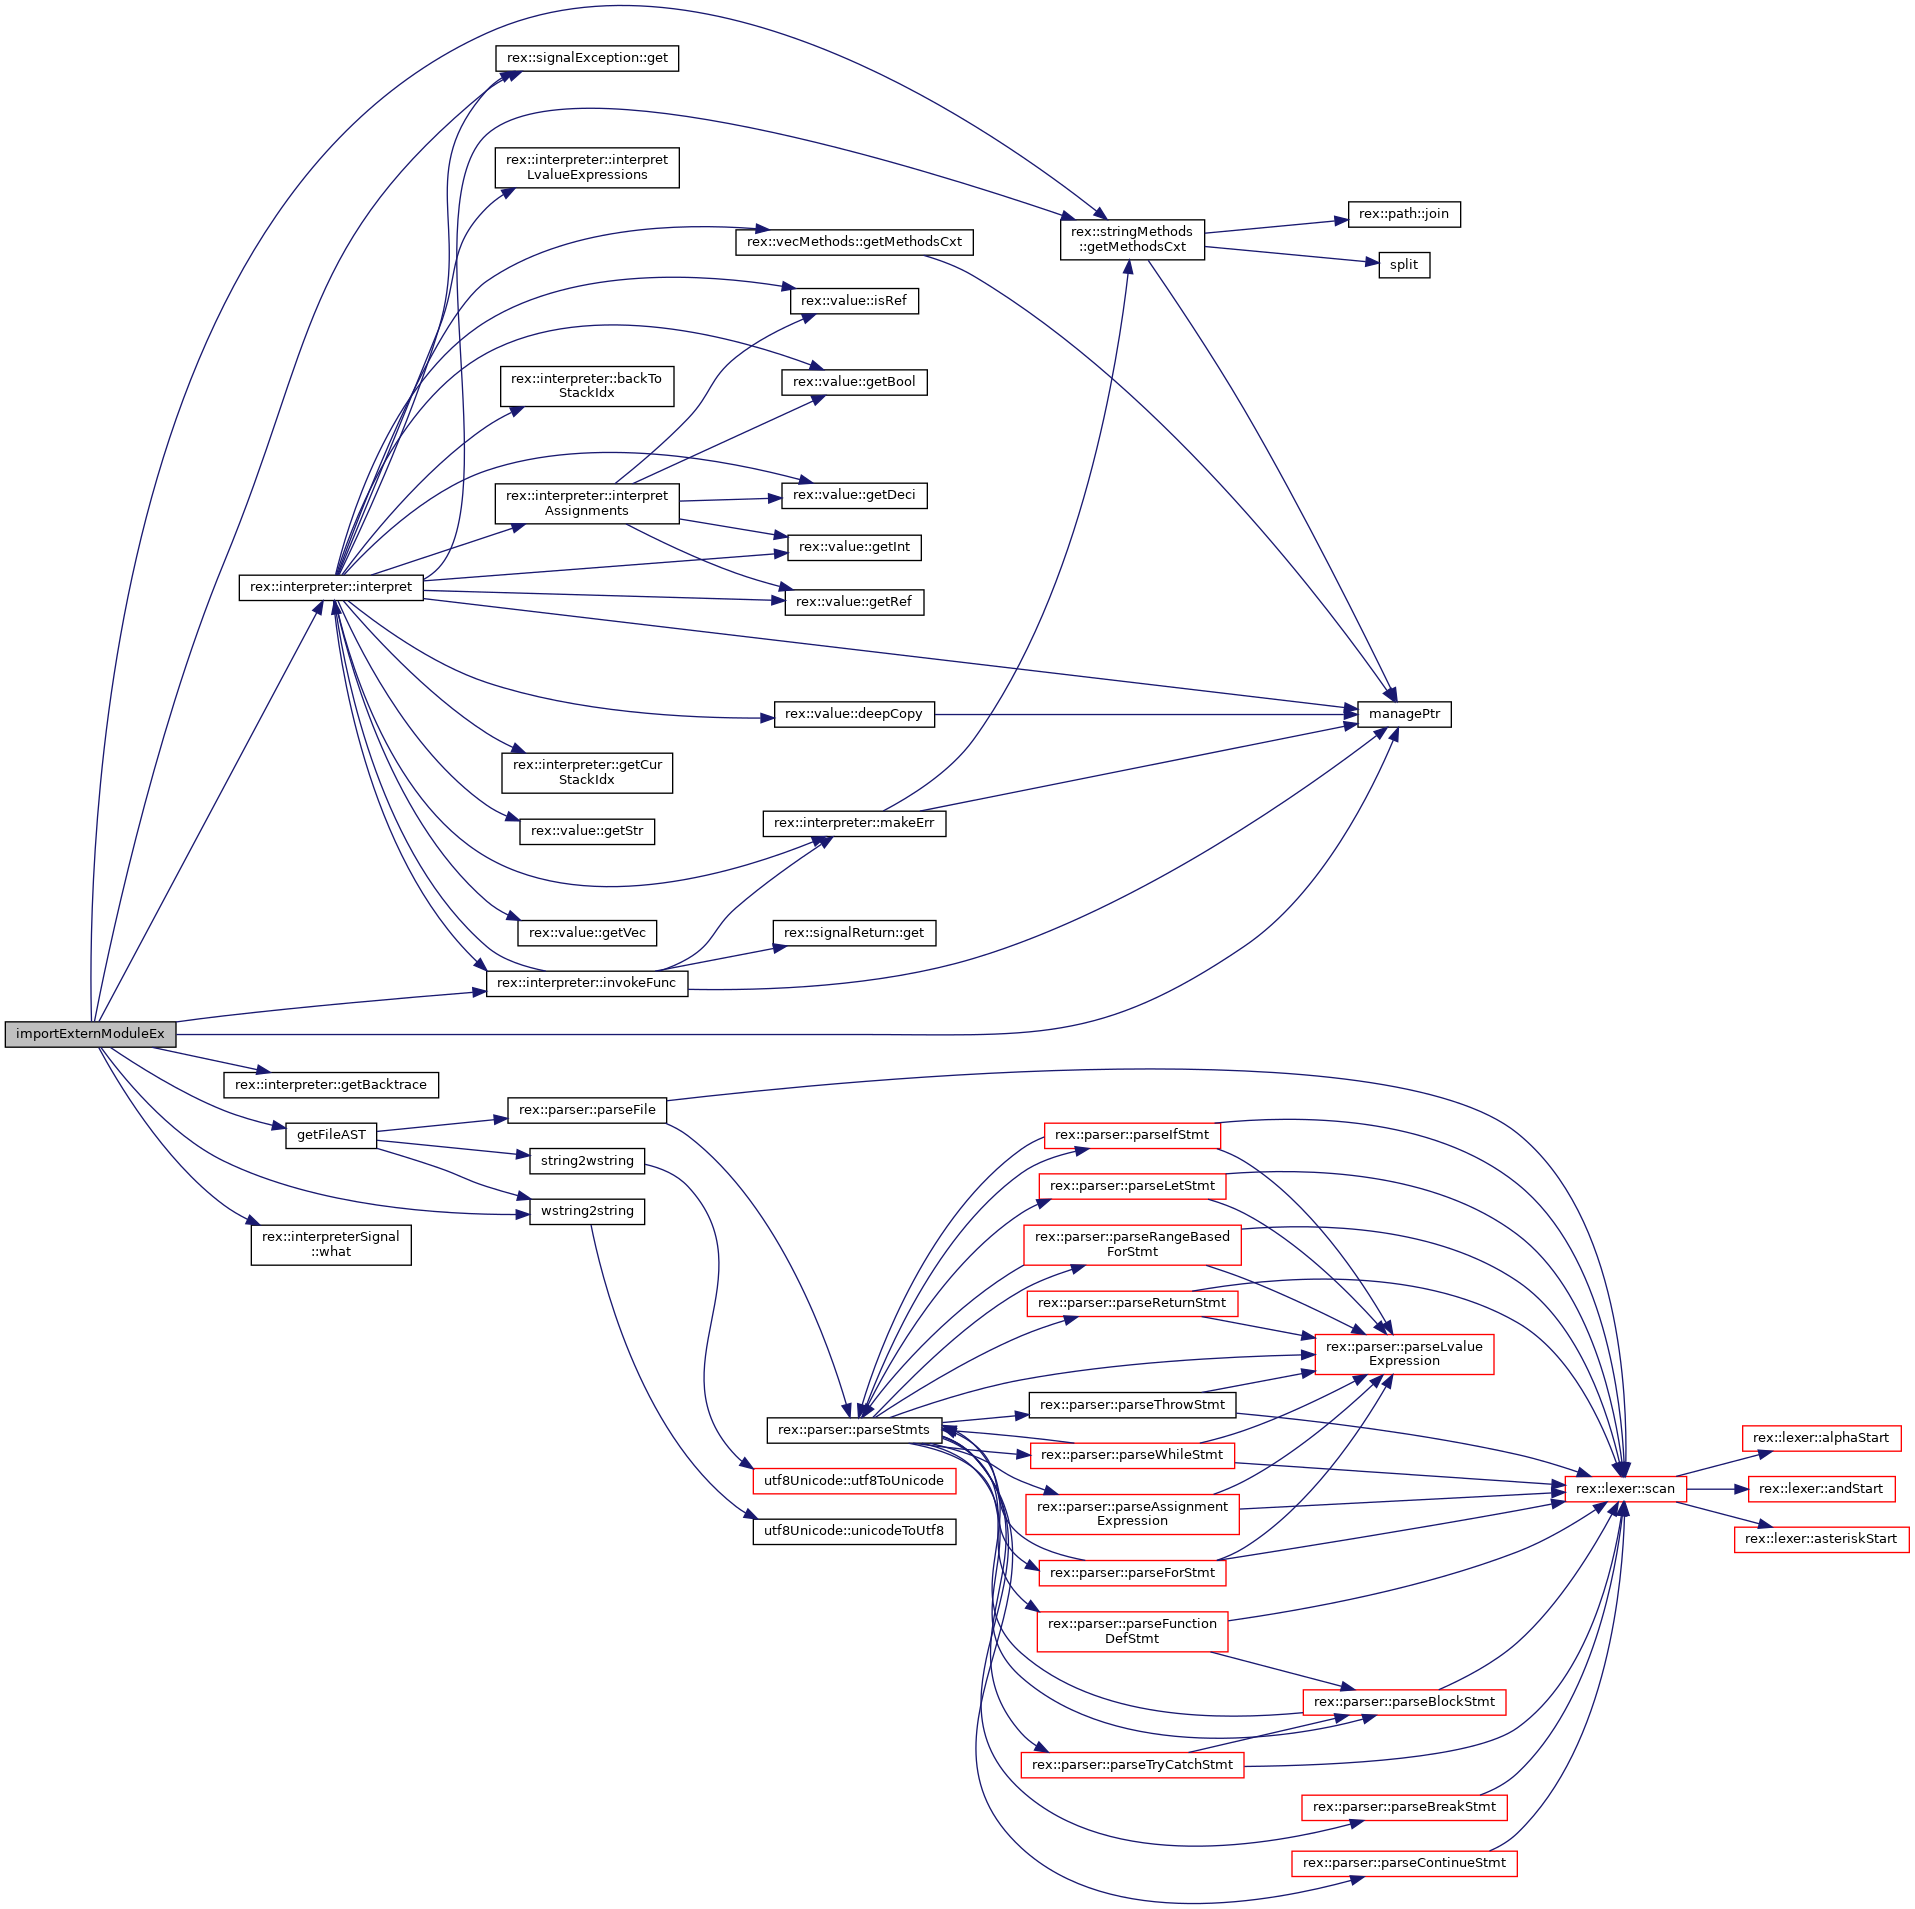 rex::signalException::get
rex::interpreter::interpret
LvalueExpressions
rex::path::join
rex::stringMethods
::getMethodsCxt
rex::vecMethods::getMethodsCxt
split
rex::value::isRef
rex::interpreter::backTo
StackIdx
rex::value::getBool
rex::interpreter::interpret
Assignments
rex::value::getDeci
rex::value::getInt
rex::interpreter::interpret
rex::value::getRef
rex::value::deepCopy
managePtr
rex::interpreter::getCur
StackIdx
rex::value::getStr
rex::interpreter::makeErr
rex::value::getVec
rex::signalReturn::get
rex::interpreter::invokeFunc
importExternModuleEx
rex::interpreter::getBacktrace
rex::parser::parseFile
getFileAST
string2wstring
wstring2string
rex::interpreterSignal
::what
rex::parser::parseIfStmt
rex::parser::parseLetStmt
rex::parser::parseRangeBased
ForStmt
rex::parser::parseReturnStmt
rex::parser::parseLvalue
Expression
rex::parser::parseThrowStmt
rex::parser::parseStmts
rex::parser::parseWhileStmt
rex::lexer::alphaStart
utf8Unicode::utf8ToUnicode
rex::lexer::scan
rex::lexer::andStart
rex::parser::parseAssignment
Expression
utf8Unicode::unicodeToUtf8
rex::lexer::asteriskStart
rex::parser::parseForStmt
rex::parser::parseFunction
DefStmt
rex::parser::parseBlockStmt
rex::parser::parseTryCatchStmt
rex::parser::parseBreakStmt
rex::parser::parseContinueStmt